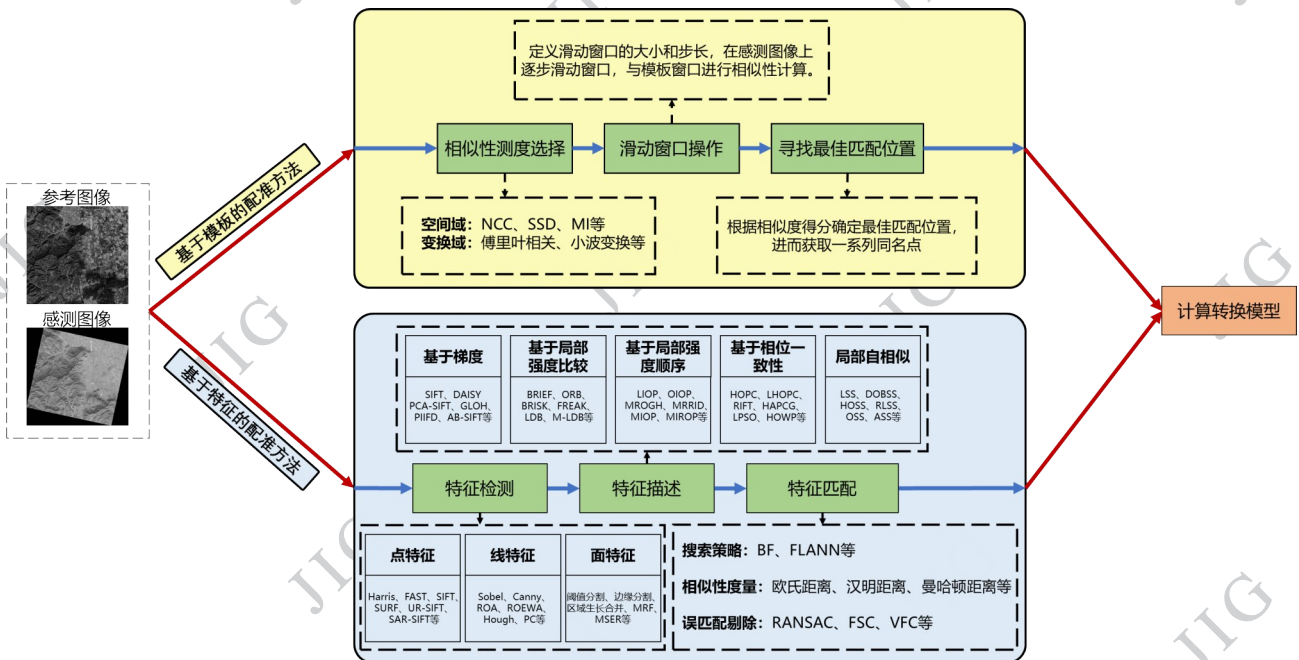 定义滑动窗口的大小和步长，在感测图像上
逐步滑动窗口，与模板窗口进行相似性计算。
相似性测度选择
滑动窗口操作
寻找最佳匹配位置
空间域：NCC、SSD、MI等
变换域：傅里叶相关、小波变换等
根据相似度得分确定最佳匹配位置，
进而获取一系列同名点
基于模板的配准方法
参考图像
感测图像
基于特征的配准方法
计算转换模型
基于梯度
SIFT、DAISY
PCA-SIFT、GLOH、
PIIFD、AB-SIFT等
基于局部
强度比较
BRIEF、ORB、
BRISK、FREAK、
LDB、M-LDB等
基于局部强
度顺序
LIOP、OIOP、
MROGH、MRRID、
MIOP、MIROP等
基于相位一
致性
HOPC、LHOPC、
RIFT、HAPCG、
LPSO、HOWP等
局部自相似
LSS、DOBSS、
HOSS、RLSS、
OSS、ASS等
特征检测
特征描述
特征匹配
点特征
Harris、FAST、SIFT、
SURF、UR-SIFT、
SAR-SIFT等
线特征
Sobel、Canny、
ROA、ROEWA、
Hough、PC等
面特征
阈值分割、边缘分割、
区域生长合并、MRF、
MSER等
搜索策略：BF、FLANN等
相似性度量：欧氏距离、汉明距离、曼哈顿距离等
误匹配剔除：RANSAC、FSC、VFC等
JIG
JIG
JIG
JIG
JIG
JIG